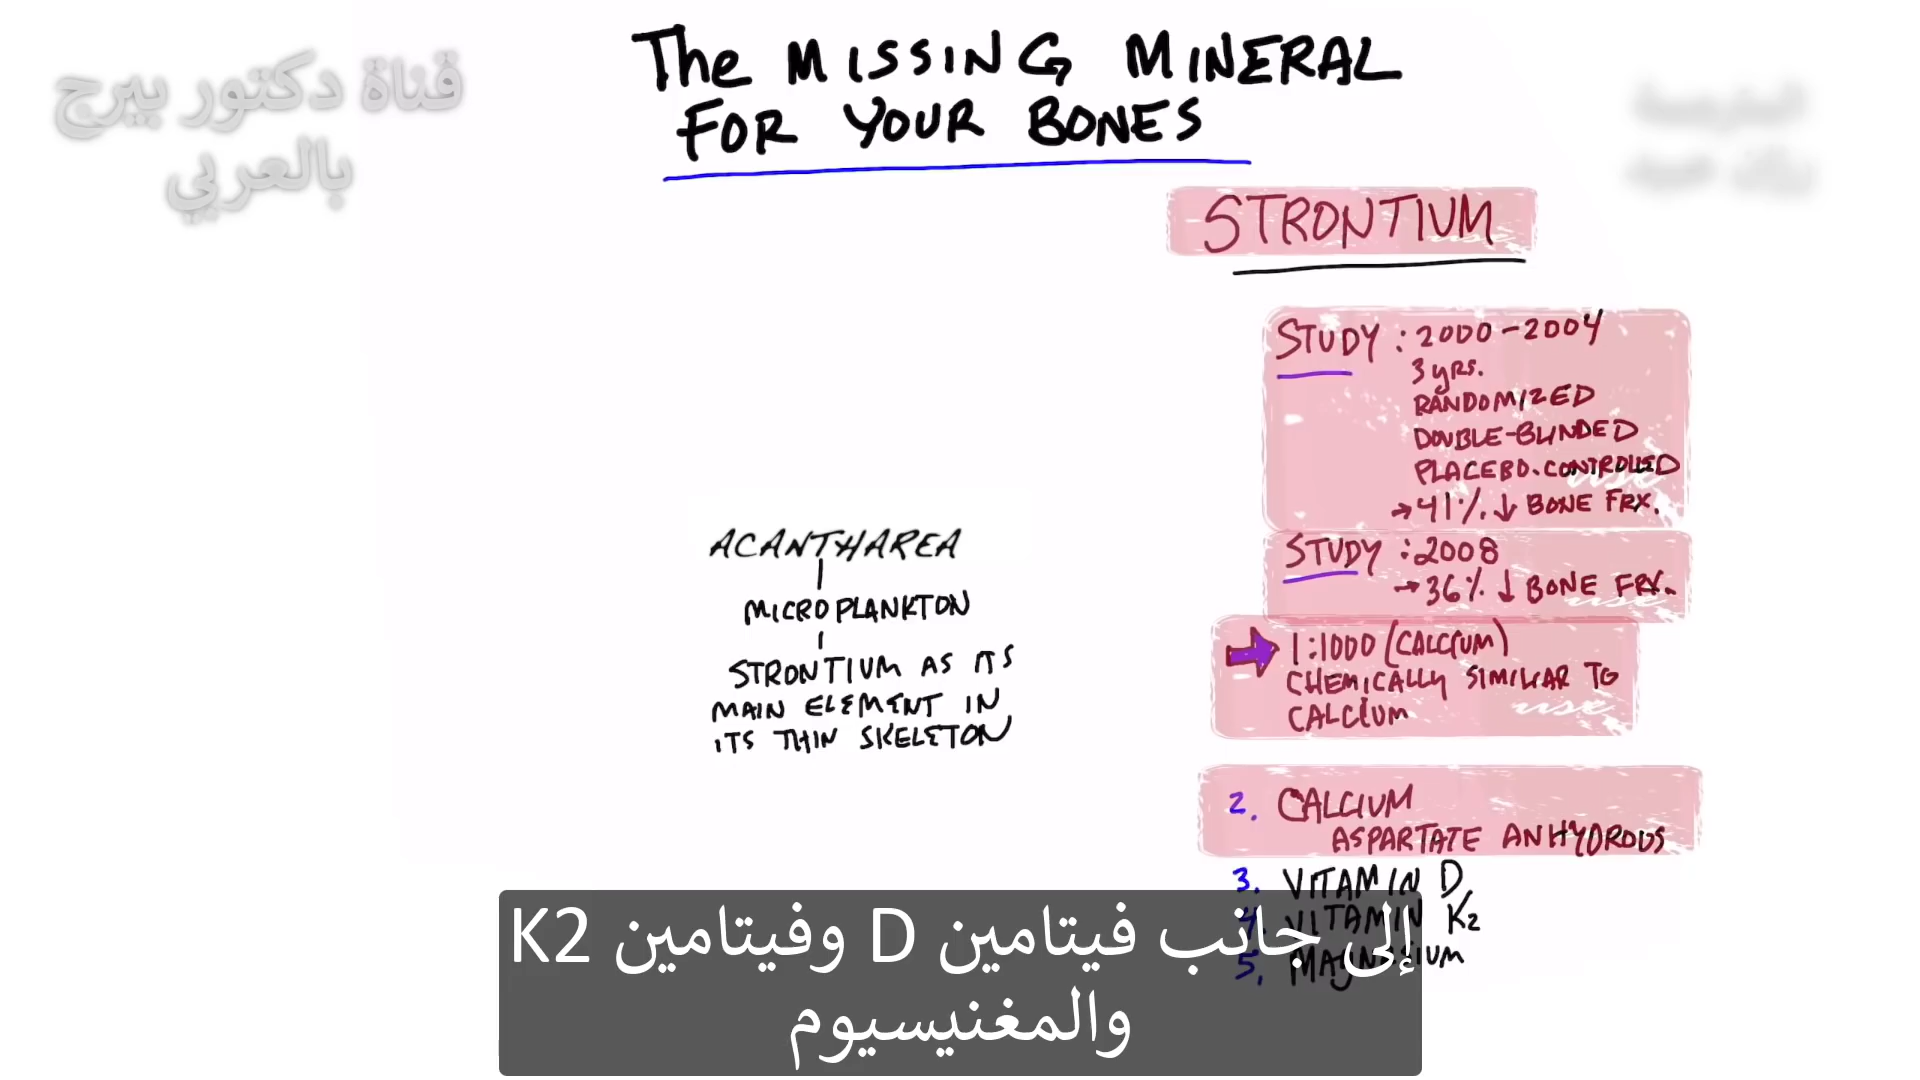 The MISSING MINERAL
FOR YOUR BONES
قناة دكتور بيرج
بالعربي
STRONTIUM
STUDY : 2000-2004
3 yrs.
RANDOMIZED
DOUBLE-BLINDED
PLACEBO-CONTROLLED
→ 41% ↓ BONE FRX.
STUDY : 2008
→ 36% ↓ BONE FRX.
1:1000 (CALCIUM)
CHEMICALLY SIMILAR TO
CALCIUM
ACANTHAREA
MICROPLANKTON
STRONTIUM AS ITS
MAIN ELEMENT IN
ITS THIN SKELETON
2. CALCIUM
ASPARTATE ANHYDROUS
3. VITAMIN D
4. VITAMIN K2
5. MAGNESIUM
إلى جانب فيتامين D وفيتامين K2
والمغنيسيوم